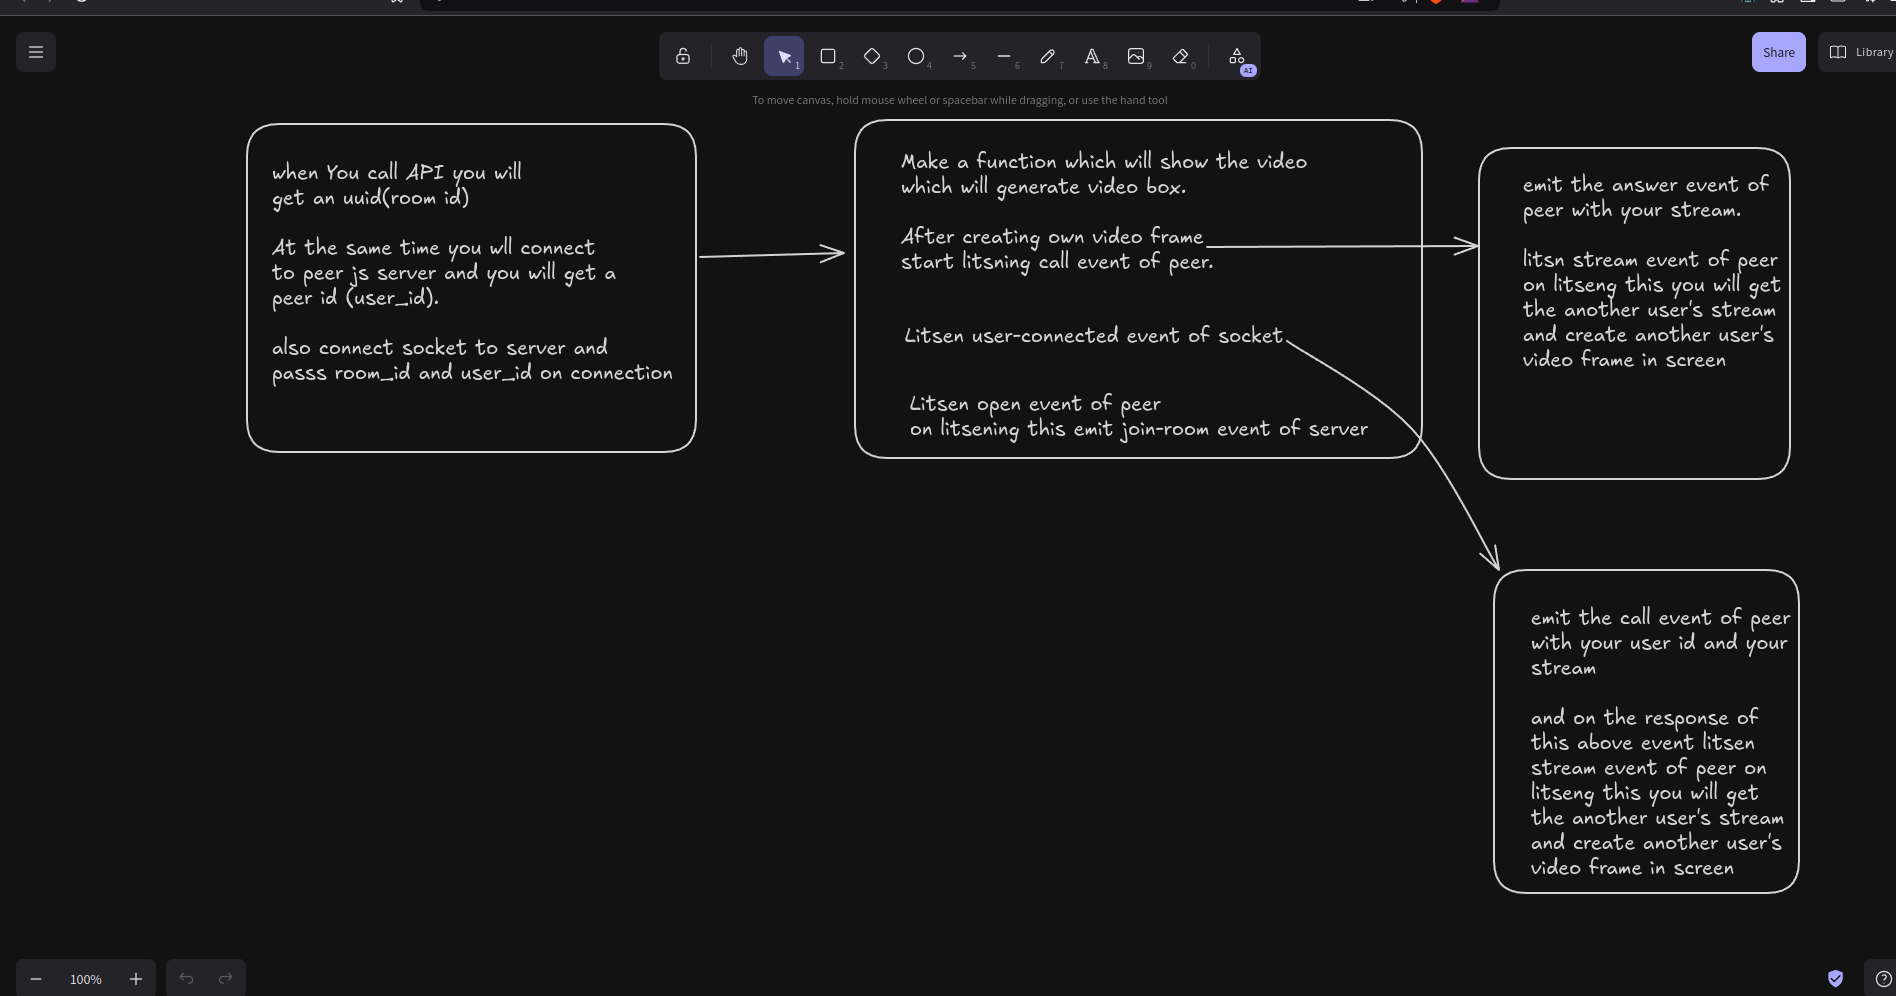 1
2
3
4
5
6
7
8
9
0
AI
Share
Library
To move canvas, hold mouse wheel or spacebar while dragging, or use the hand tool
when You call API you will
get an uuid(room id)
At the same time you wll connect
to peer js server and you will get a
peer id (user_id).
also connect socket to server and
passs room_id and user_id on connection
Make a function which will show the video
which will generate video box.
After creating own video frame
start litsning call event of peer.
Litsen user-connected event of socket
Litsen open event of peer
on litsening this emit join-room event of server
emit the answer event of
peer with your stream.
litsn stream event of peer
on litseng this you will get
the another user's stream
and create another user's
video frame in screen
emit the call event of peer
with your user id and your
stream
and on the response of
this above event litsen
stream event of peer on
litseng this you will get
the another user's stream
and create another user's
video frame in screen
100%